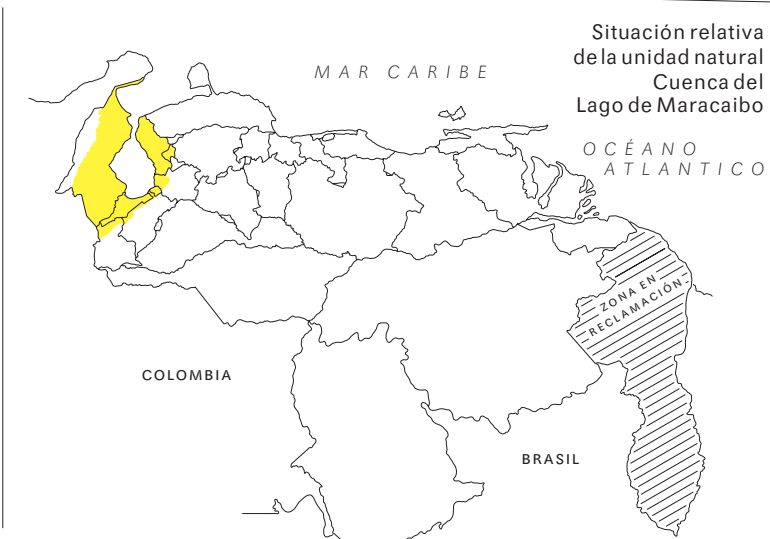 Situación relativa
de la unidad natural
Cuenca del
Lago de Maracaibo
MAR CARIBE
OCÉANO
ATLANTICO
ZONA EN
RECLAMACIÓN
COLOMBIA
BRASIL